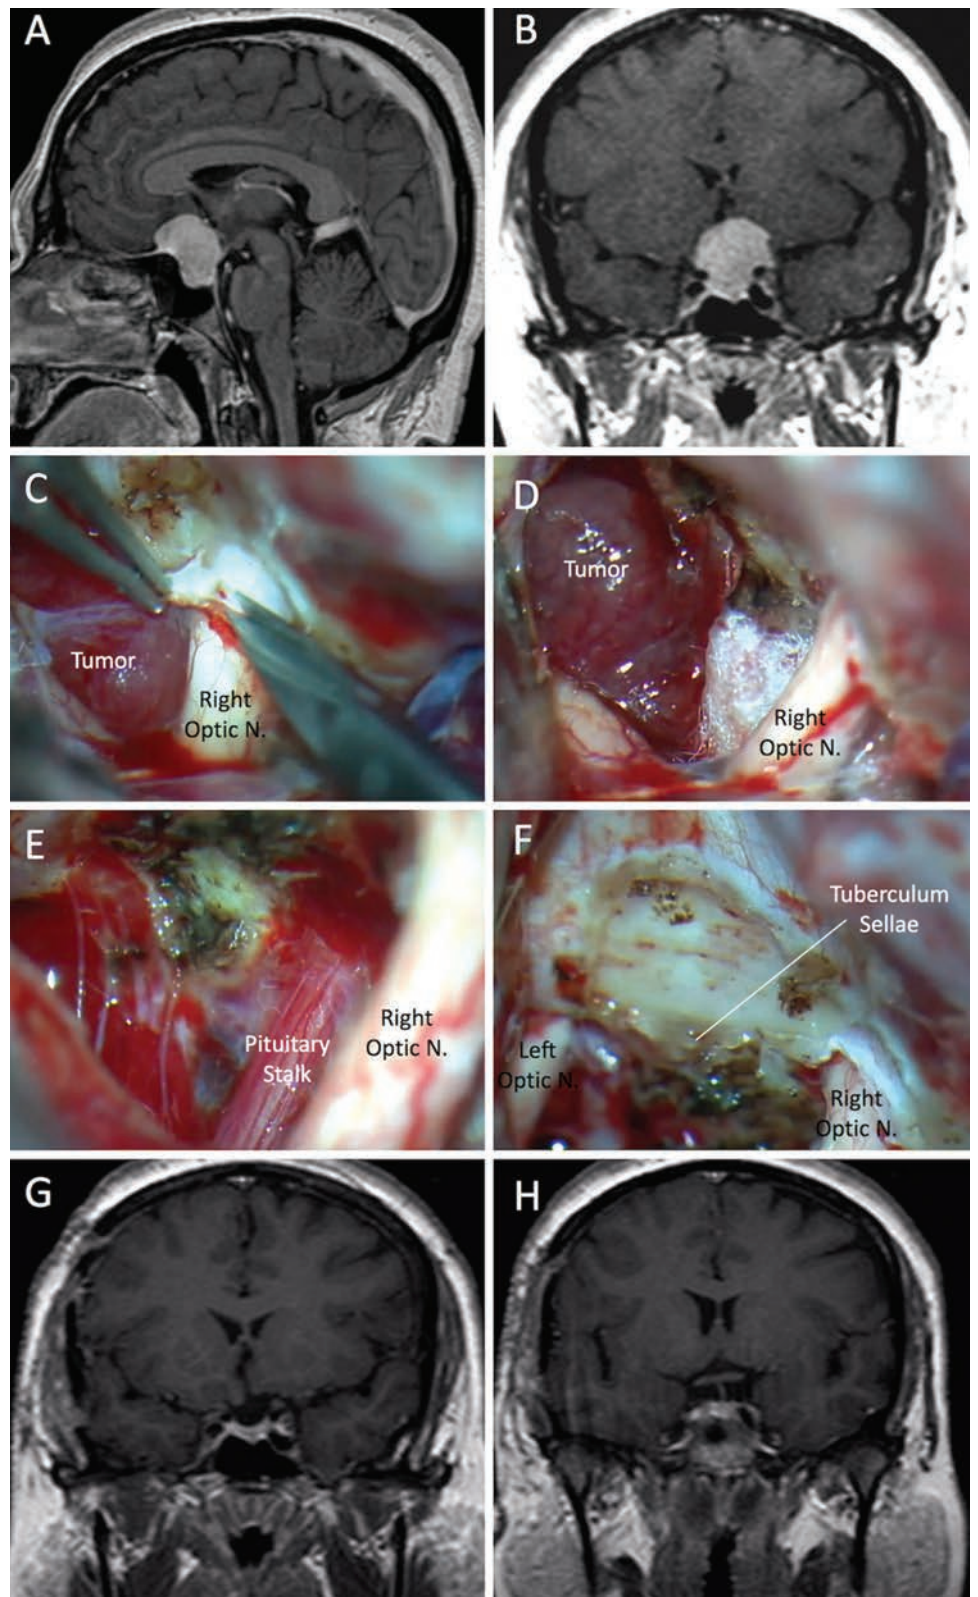 A
B
C
Tumor
Right
Optic N.
D
Tumor
Right
Optic N.
E
Pituitary
Stalk
Right
Optic N.
F
Tuberculum
Sellae
Left
Optic N.
Right
Optic N.
G
H